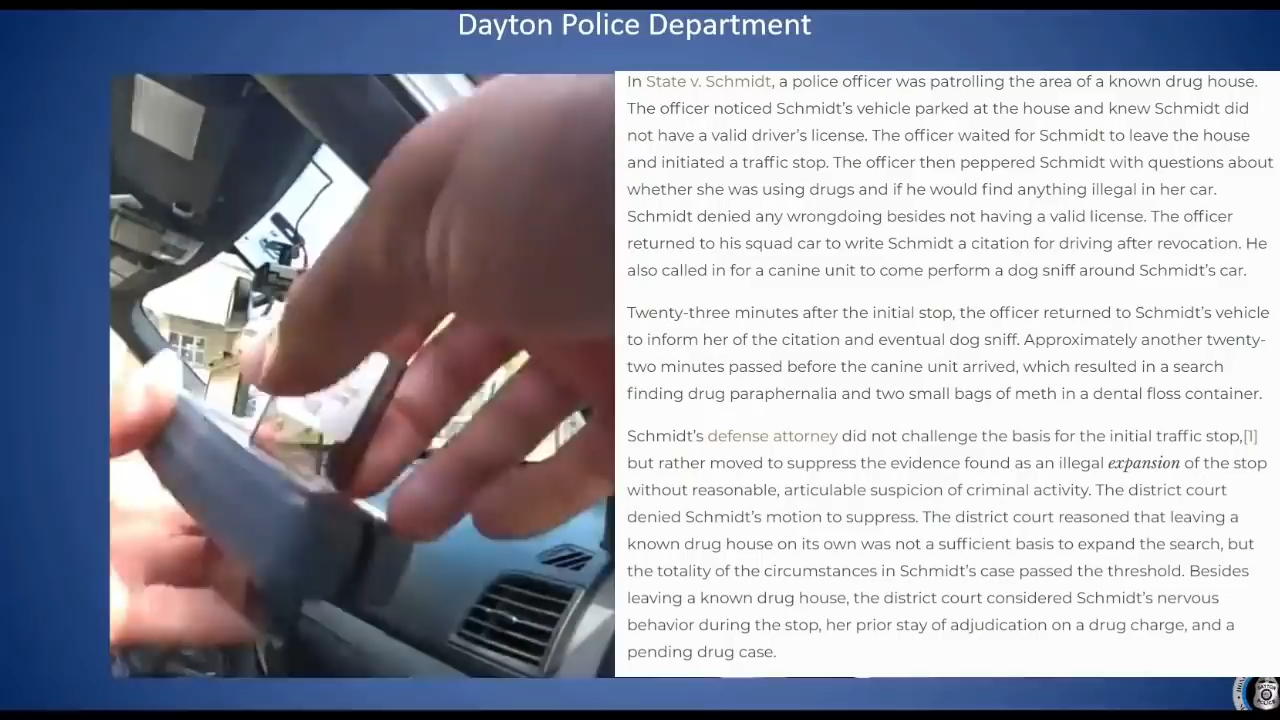 Dayton Police Department
In State v. Schmidt, a police officer was patrolling the area of a known drug house.
The officer noticed Schmidt’s vehicle parked at the house and knew Schmidt did
not have a valid driver’s license. The officer waited for Schmidt to leave the house
and initiated a traffic stop. The officer then peppered Schmidt with questions about
whether she was using drugs and if he would find anything illegal in her car.
Schmidt denied any wrongdoing besides not having a valid license. The officer
returned to his squad car to write Schmidt a citation for driving after revocation. He
also called in for a canine unit to come perform a dog sniff around Schmidt’s car.
Twenty-three minutes after the initial stop, the officer returned to Schmidt’s vehicle
to inform her of the citation and eventual dog sniff. Approximately another twenty-
two minutes passed before the canine unit arrived, which resulted in a search
finding drug paraphernalia and two small bags of meth in a dental floss container.
Schmidt’s defense attorney did not challenge the basis for the initial traffic stop,[1]
but rather moved to suppress the evidence found as an illegal expansion of the stop
without reasonable, articulable suspicion of criminal activity. The district court
denied Schmidt’s motion to suppress. The district court reasoned that leaving a
known drug house on its own was not a sufficient basis to expand the search, but
the totality of the circumstances in Schmidt’s case passed the threshold. Besides
leaving a known drug house, the district court considered Schmidt’s nervous
behavior during the stop, her prior stay of adjudication on a drug charge, and a
pending drug case.
DAYTON
POLICE